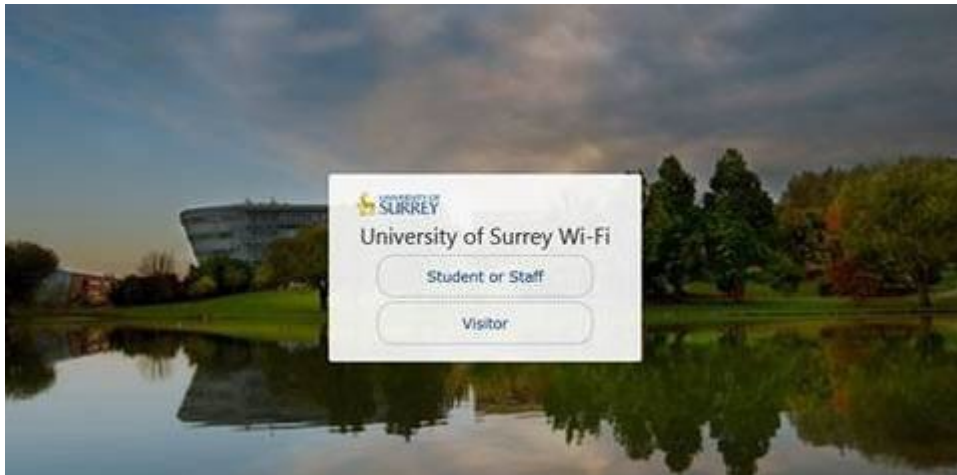 UNIVERSITY OF
SURREY
University of Surrey Wi-Fi
Student or Staff
Visitor